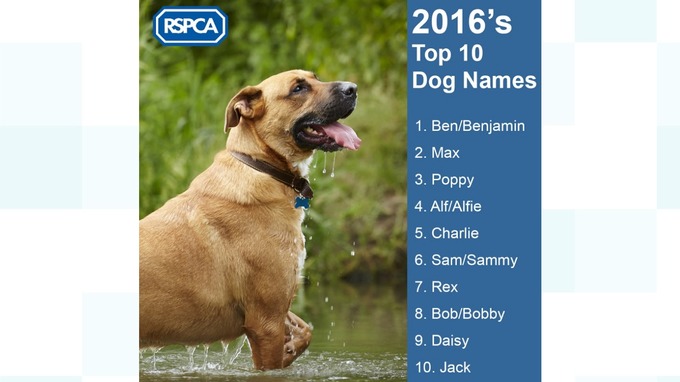 RSPCA
2016's
Top 10
Dog Names
1. Ben/Benjamin
2. Max
3. Poppy
4. Alf/Alfie
5. Charlie
6. Sam/Sammy
7. Rex
8. Bob/Bobby
9. Daisy
10. Jack